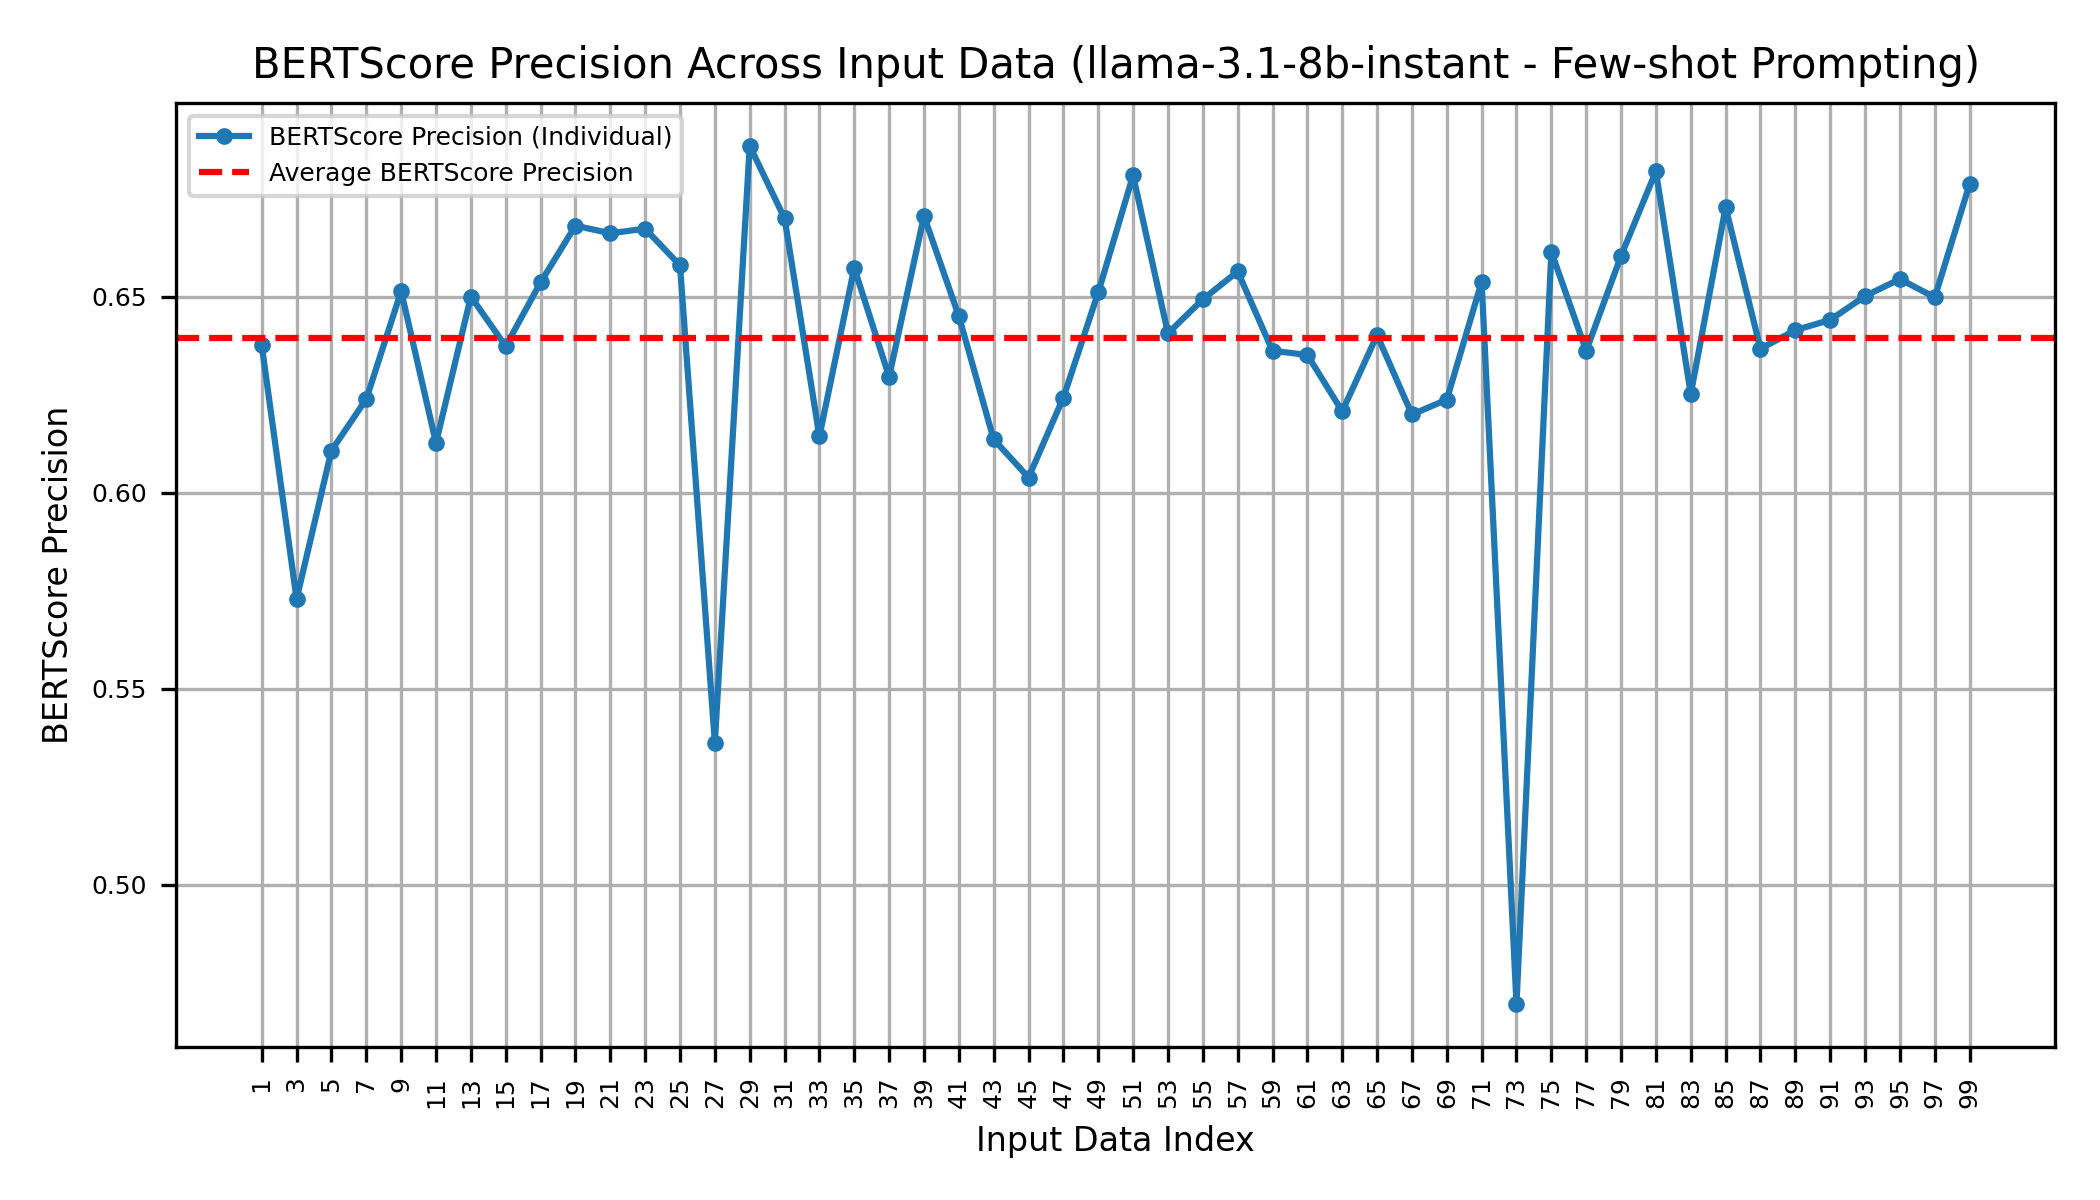 BERTScore Precision Across Input Data (llama-3.1-8b-instant - Few-shot Prompting)
BERTScore Precision (Individual)
Average BERTScore Precision
BERTScore Precision
0.65
0.60
0.55
0.50
1 3 5 7 9 11 13 15 17 19 21 23 25 27 29 31 33 35 37 39 41 43 45 47 49 51 53 55 57 59 61 63 65 67 69 71 73 75 77 79 81 83 85 87 89 91 93 95 97 99
Input Data Index